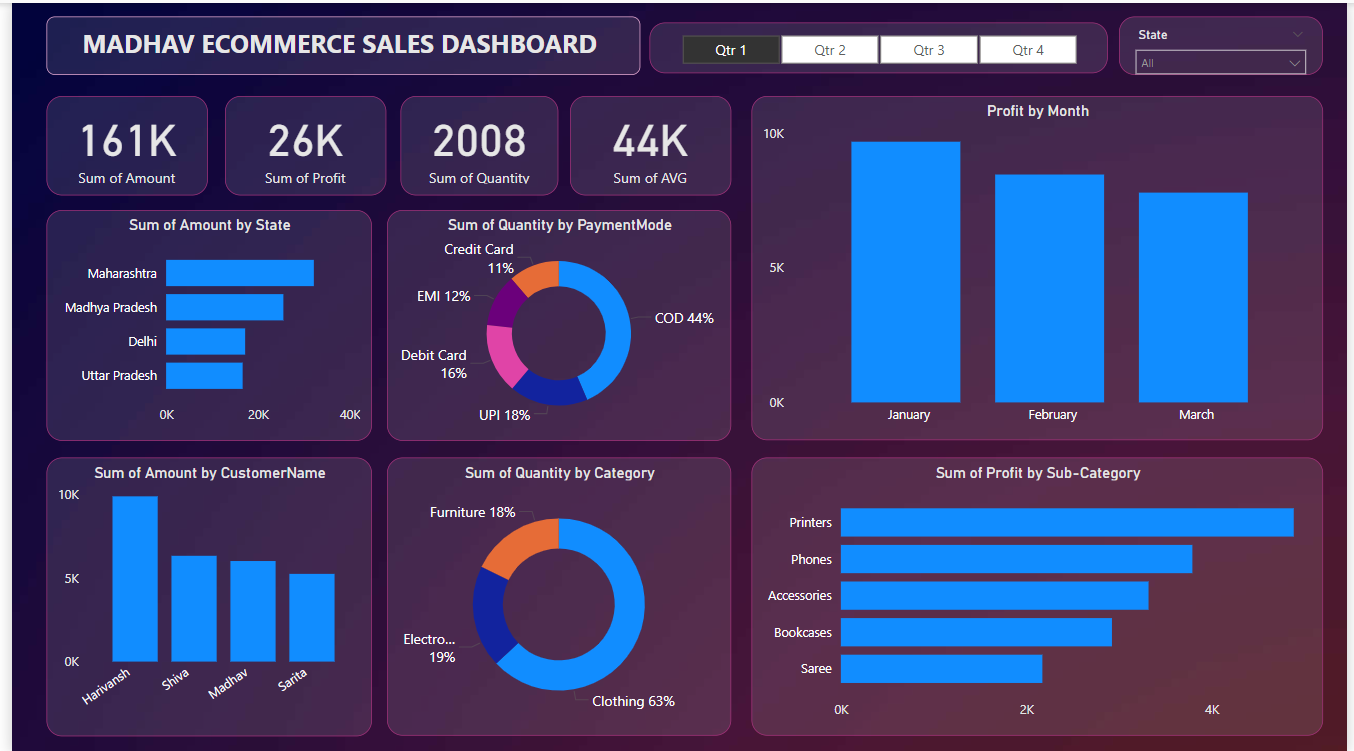 MADHAV ECOMMERCE SALES DASHBOARD
Qtr 1
Qtr 2
Qtr 3
Qtr 4
State
All
161K
Sum of Amount
26K
Sum of Profit
2008
Sum of Quantity
44K
Sum of AVG
Profit by Month
10K
5K
0K
January
February
March
Sum of Amount by State
Maharashtra
Madhya Pradesh
Delhi
Uttar Pradesh
0K
20K
40K
Sum of Quantity by PaymentMode
Credit Card
11%
EMI 12%
COD 44%
Debit Card
16%
UPI 18%
Sum of Amount by CustomerName
10K
5K
0K
Harivansh
Shiva
Madhav
Sarita
Sum of Quantity by Category
Furniture 18%
Electro...
19%
Clothing 63%
Sum of Profit by Sub-Category
Printers
Phones
Accessories
Bookcases
Saree
0K
2K
4K